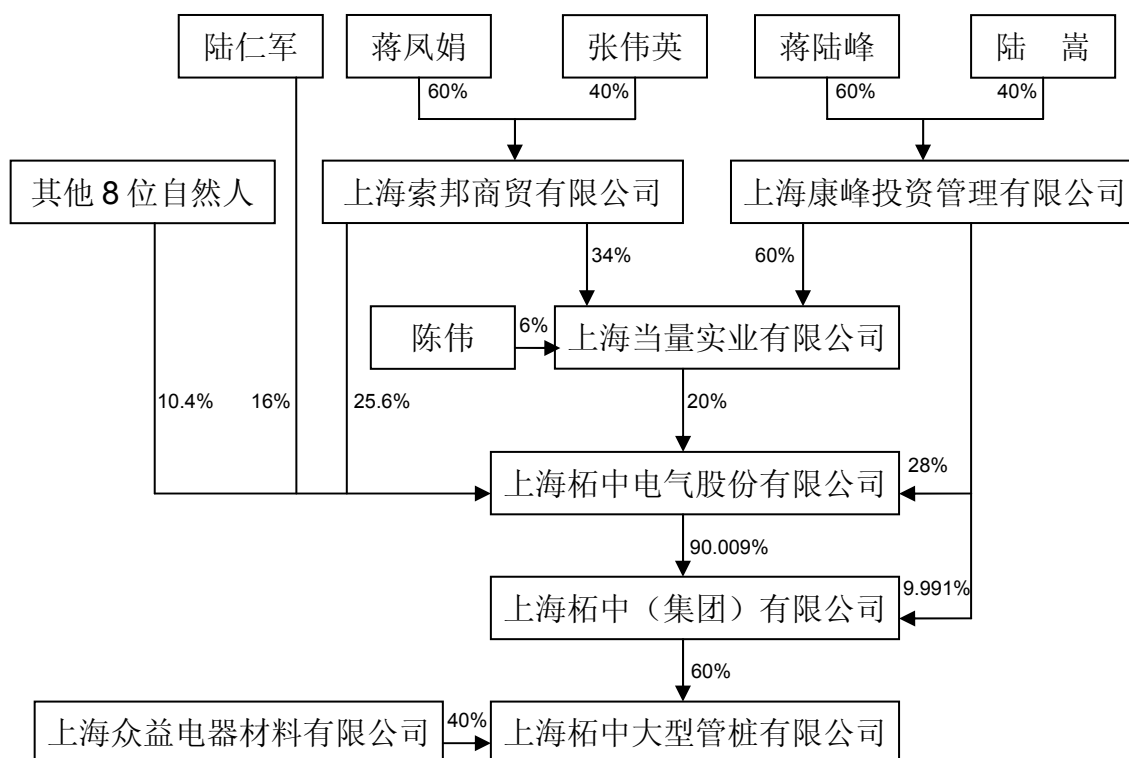 陆仁军
蒋凤娟
张伟英
蒋陆峰
陆 嵩
60%
40%
60%
40%
其他 8 位自然人
上海索邦商贸有限公司
上海康峰投资管理有限公司
34%
60%
陈伟
6%
上海当量实业有限公司
10.4%
16%
25.6%
20%
上海柘中电气股份有限公司
28%
90.009%
上海柘中（集团）有限公司
9.991%
60%
上海众益电器材料有限公司
40%
上海柘中大型管桩有限公司